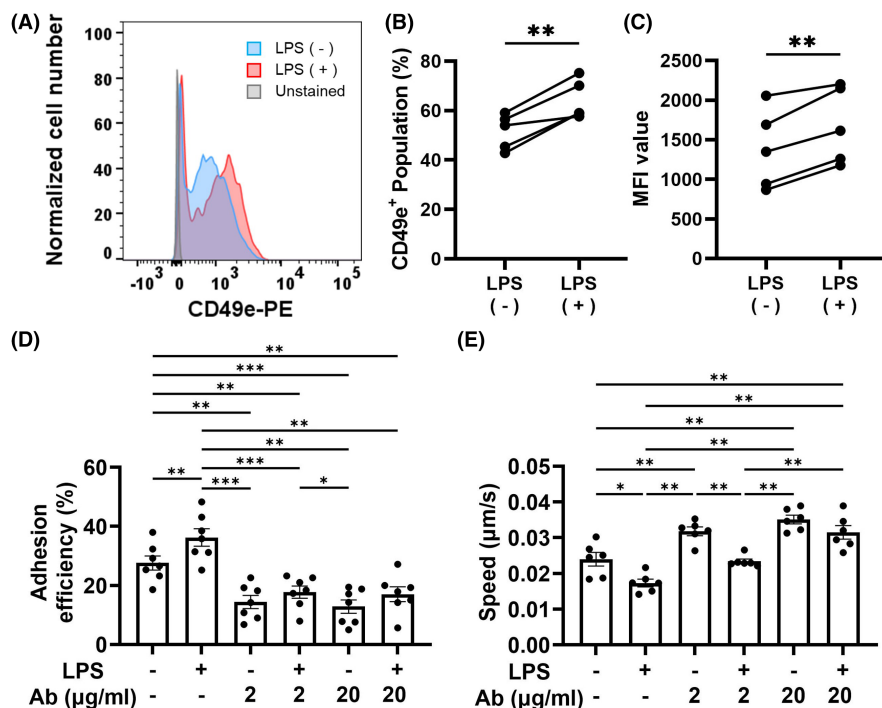 (A)
Normalized cell number
100
80
60
40
20
0
LPS ( - )
LPS ( + )
Unstained
-10³ 0 10³ 10⁴ 10⁵
CD49e-PE
(B)
**
CD49e⁺ Population (%)
80
60
40
20
0
LPS LPS
( - ) ( + )
(C)
**
MFI value
2500
2000
1500
1000
500
0
LPS LPS
( - ) ( + )
(D)
**
***
**
**
**
**
***
** *** *
Adhesion
efficiency (%)
60
40
20
0
LPS - + - + - +
Ab (μg/ml) - - 2 2 20 20
(E)
**
**
**
**
** **
* ** ** **
Speed (μm/s)
0.05
0.04
0.03
0.02
0.01
0.00
LPS - + - + - +
Ab (μg/ml) - - 2 2 20 20